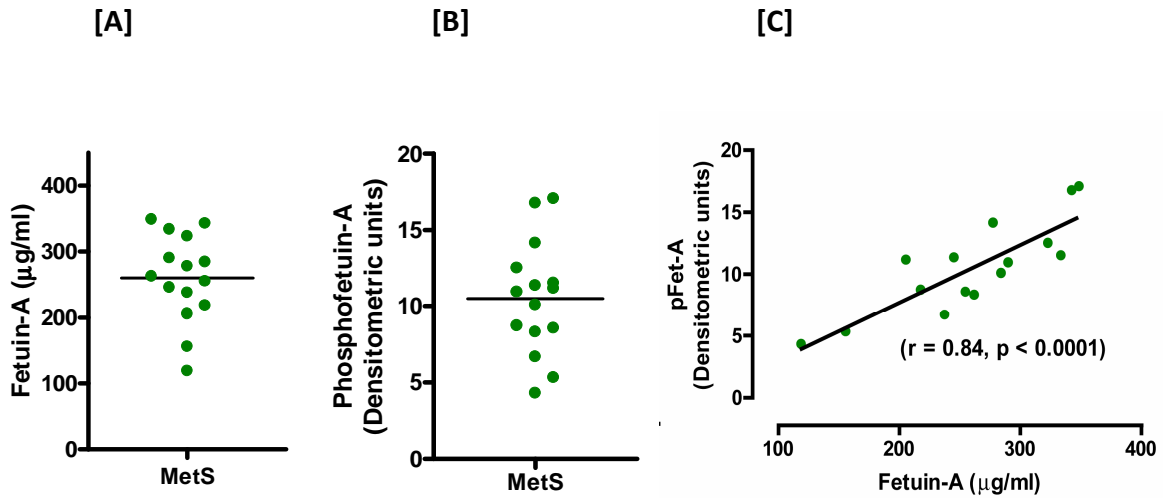 [A]
[B]
[C]
Fetuin-A (μg/ml)
400
300
200
100
0
MetS
Phosphofetuin-A
(Densitometric units)
20
15
10
5
0
MetS
pFet-A
(Densitometric units)
20
15
10
5
0
(r = 0.84, p < 0.0001)
100
200
300
400
Fetuin-A (μg/ml)